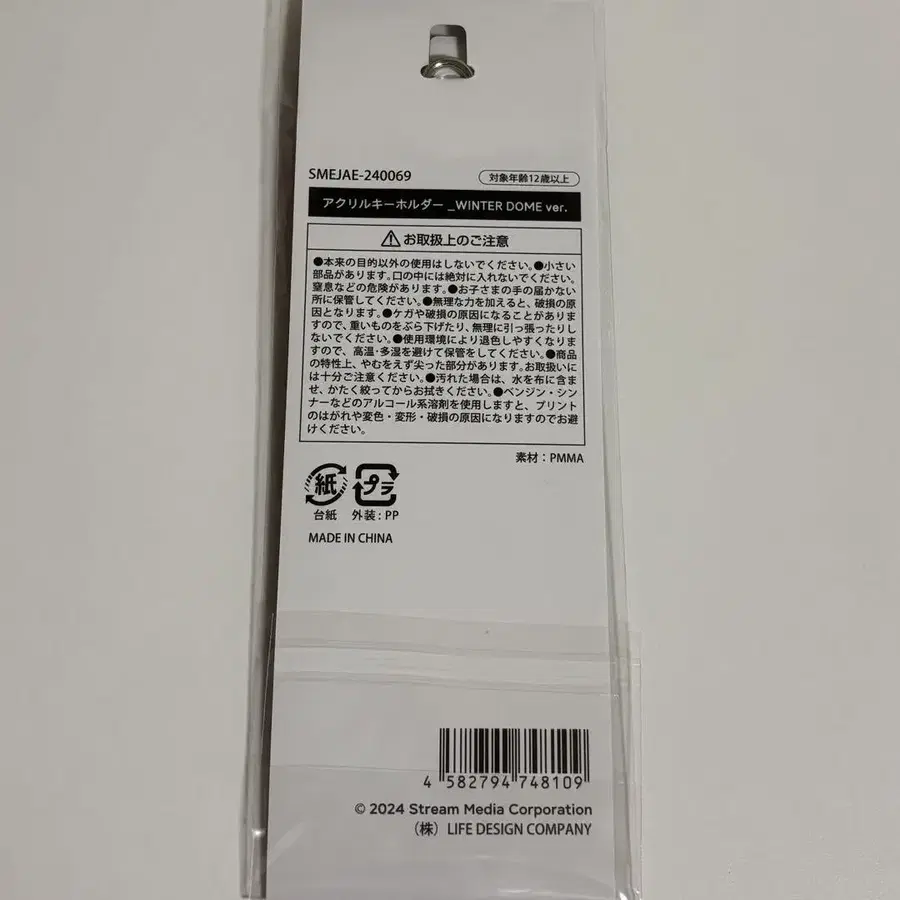 SMEJAE-240069
対象年齢12歳以上
アクリルキーホルダー _WINTER DOME ver.
お取扱上のご注意
●本来の目的以外の使用はしないでください。●小さい
部品があります。口の中には絶対に入れないでください。
窒息などの危険があります。●お子さまの手の届かない
所に保管してください。●無理な力を加えると、破損の原
因となります。●ケガや破損の原因になることがありま
すので、重いものをぶら下げたり、無理に引っ張ったりし
ないでください。●使用環境により退色しやすくなりま
すので、高温・多湿を避けて保管をしてください。●商品
の特性上、やむをえず尖った部分があります。お取扱いに
は十分ご注意ください。●汚れた場合は、水を布に含ま
せ、かたく絞ってからお拭きください。●ベンジン・シン
ナーなどのアルコール系溶剤を使用しますと、プリント
のはがれや変色・変形・破損の原因になりますのでお避
けください。
素材：PMMA
紙 プラ
台紙 外装：PP
MADE IN CHINA
4 582794 748109
© 2024 Stream Media Corporation
（株） LIFE DESIGN COMPANY